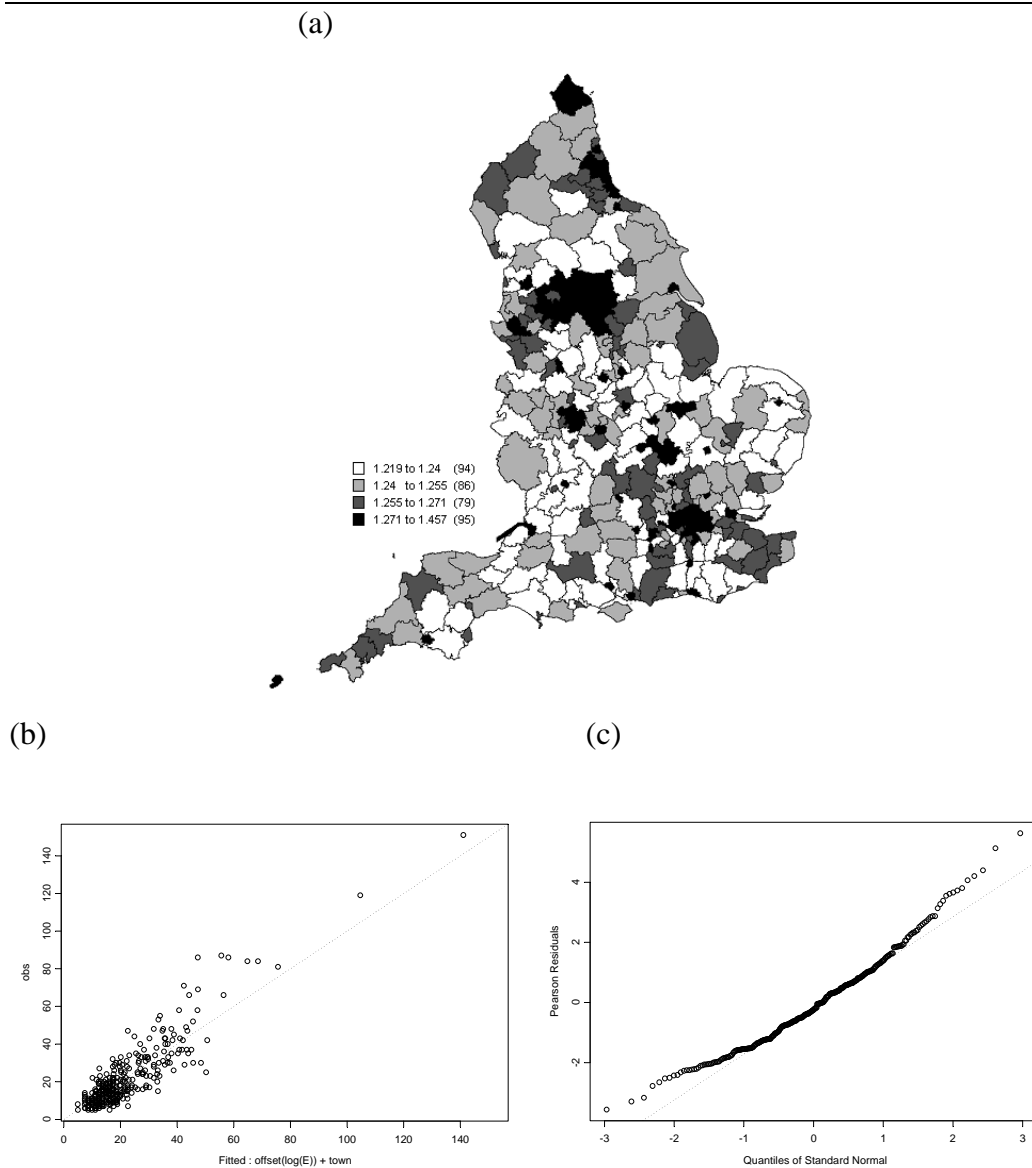 (a)
1.219 to 1.24 (94)
1.24 to 1.255 (86)
1.255 to 1.271 (79)
1.271 to 1.457 (95)
(b)
(c)
obs
0 20 40 60 80 100 120 140
0 20 40 60 80 100 120 140
Fitted : offset(log(E)) + town
Pearson Residuals
-2 0 2 4
-3 -2 -1 0 1 2 3
Quantiles of Standard Normal